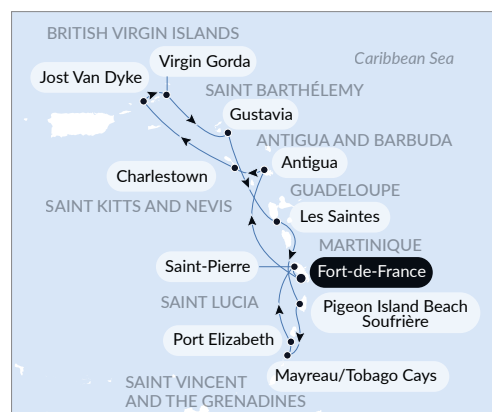 BRITISH VIRGIN ISLANDS
Caribbean Sea
Virgin Gorda
Jost Van Dyke
SAINT BARTHÉLEMY
Gustavia
ANTIGUA AND BARBUDA
Antigua
Charlestown
GUADELOUPE
SAINT KITTS AND NEVIS
Les Saintes
MARTINIQUE
Saint-Pierre
Fort-de-France
SAINT LUCIA
Pigeon Island Beach
Soufrière
Port Elizabeth
Mayreau/Tobago Cays
SAINT VINCENT
AND THE GRENADINES